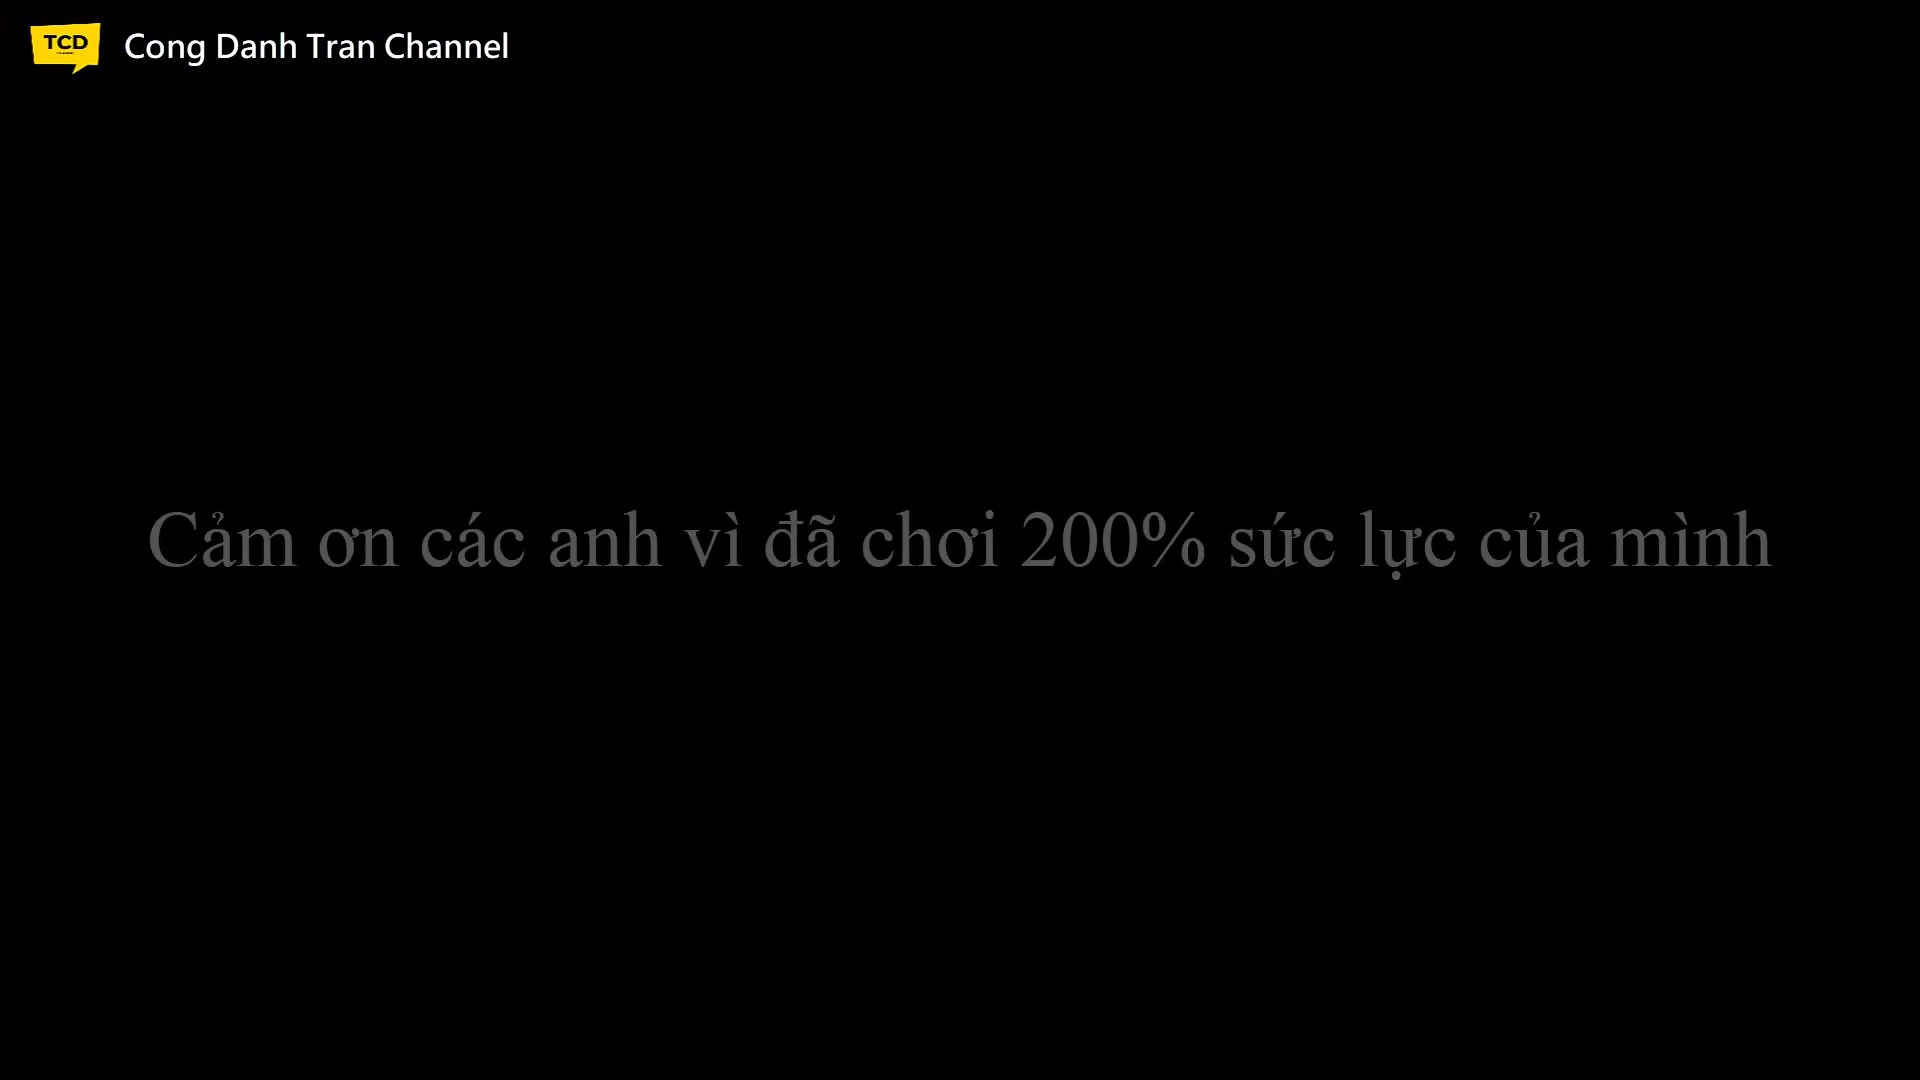 TCD
Cong Danh Tran Channel
Cảm ơn các anh vì đã chơi 200% sức lực của mình